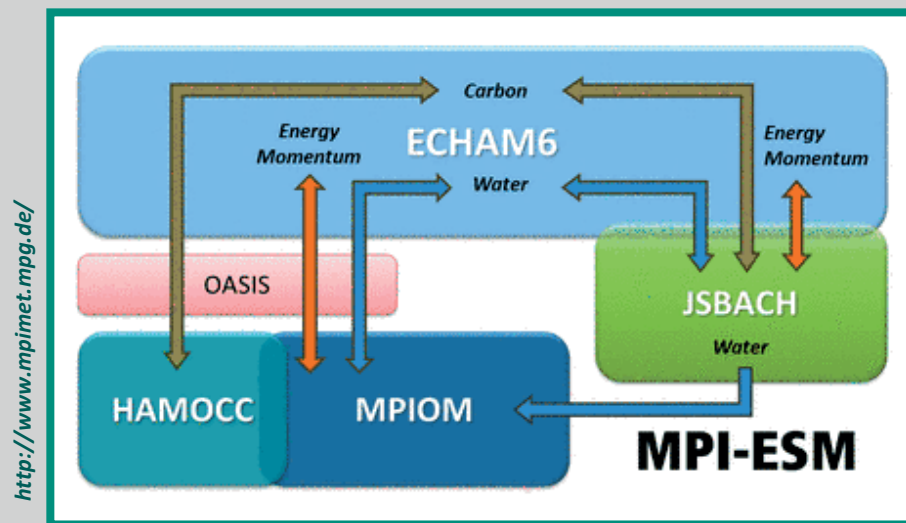 http://www.mpimet.mpg.de/
Carbon
Energy
Momentum
ECHAM6
Energy
Momentum
Water
OASIS
JSBACH
Water
HAMOCC
MPIOM
MPI-ESM